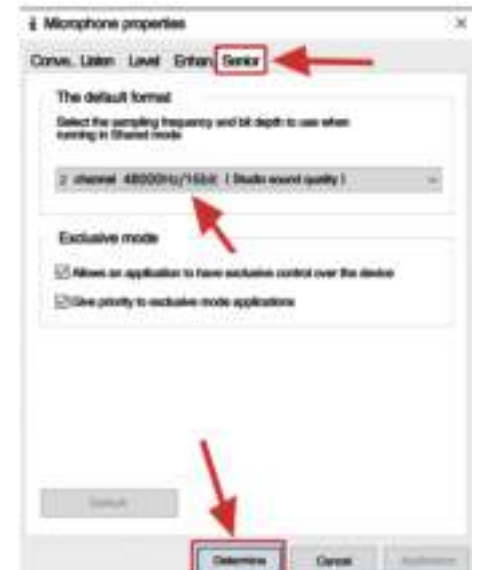 Microphone properties
Conve.. Listen Level Enhan Senior
The default format
Select the sampling frequency and bit depth to use when
running in Shared mode
2 channel 48000Hz/16bit ( Studio sound quality )
Exclusive mode
Allows an application to have exclusive control over the device
Give priority to exclusive mode applications
Default
Determine Cancel Application